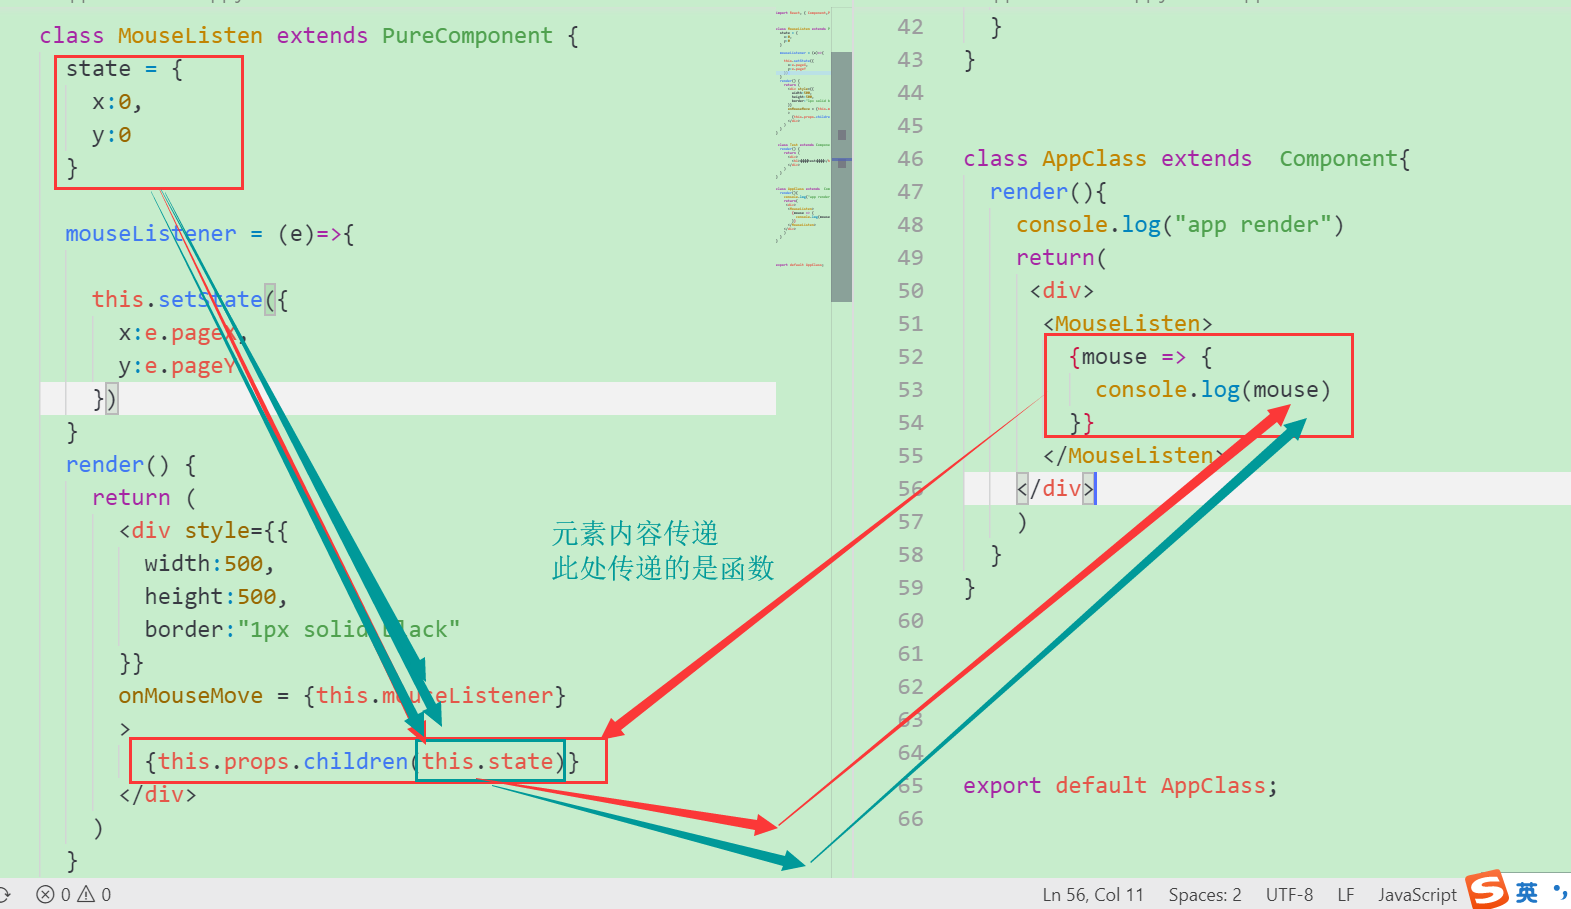 class MouseListen extends PureComponent {
state = {
x:0,
y:0
}
mouseListener = (e)=>{
this.setState({
x:e.pageX,
y:e.pageY
})
}
render() {
return (
<div style={{
width:500,
height:500,
border:"1px solid black"
}}
onMouseMove = {this.mouseListener}
>
{this.props.children(this.state)}
</div>
)
}
元素内容传递
此处传递的是函数
42 }
43 }
44
45
46 class AppClass extends  Component{
47 render(){
48 console.log("app render")
49 return(
50 <div>
51 <MouseListen>
52 {mouse => {
53 console.log(mouse)
54 }}
55 </MouseListen>
56 </div>
57 )
58 }
59 }
60
61
62
63
64
65 export default AppClass;
66
0 0
Ln 56, Col 11 Spaces: 2 UTF-8 LF JavaScript
S 英